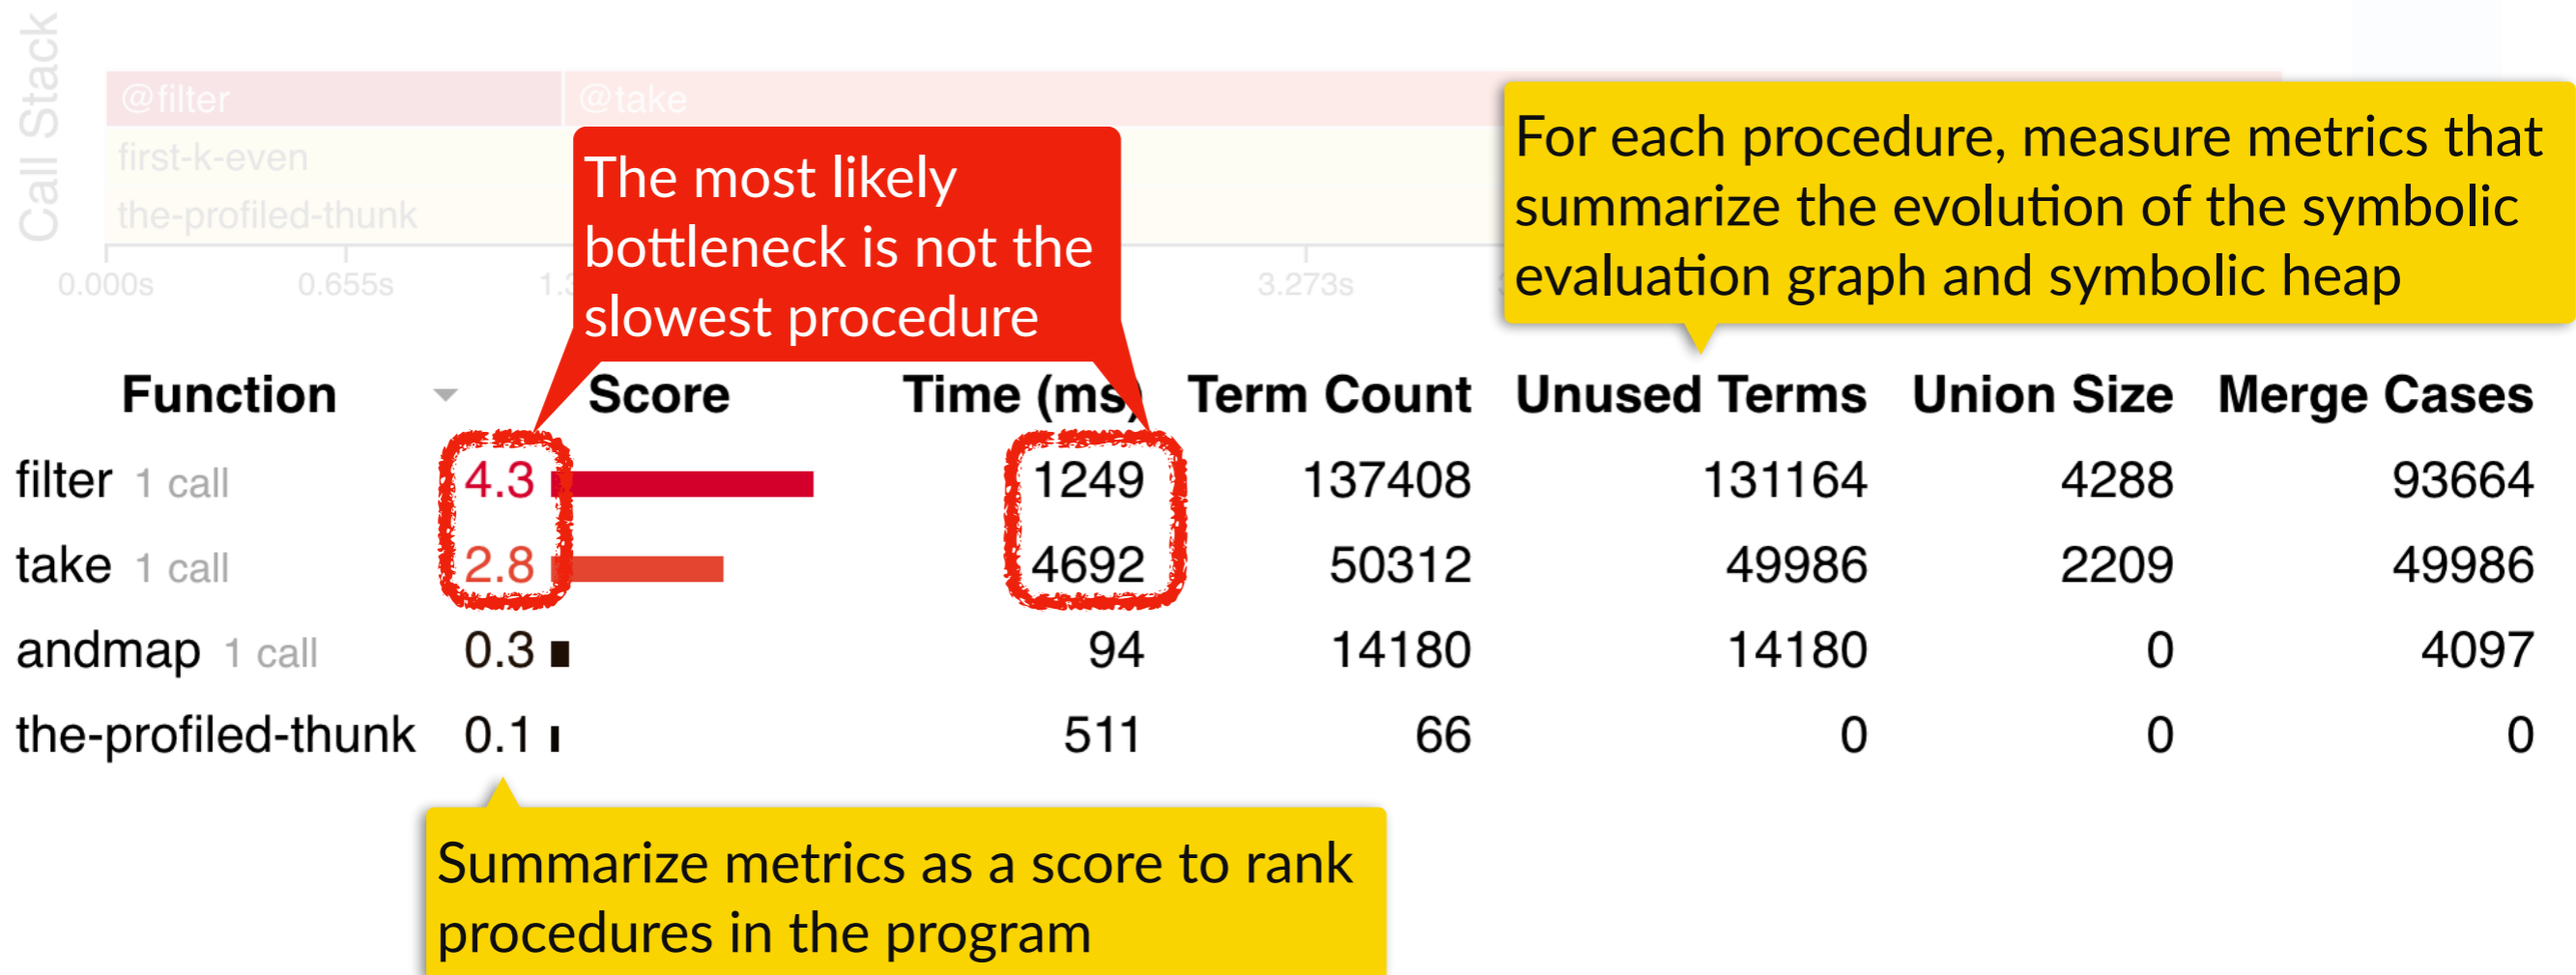 Call Stack
@filter @take
first-k-even
the-profiled-thunk
0.000s 0.655s 3.273s
The most likely
bottleneck is not the
slowest procedure
For each procedure, measure metrics that
summarize the evolution of the symbolic
evaluation graph and symbolic heap
Function Score Time (ms) Term Count Unused Terms Union Size Merge Cases
filter 1 call 4.3 1249 137408 131164 4288 93664
take 1 call 2.8 4692 50312 49986 2209 49986
andmap 1 call 0.3 94 14180 14180 0 4097
the-profiled-thunk 0.1 511 66 0 0 0
Summarize metrics as a score to rank
procedures in the program